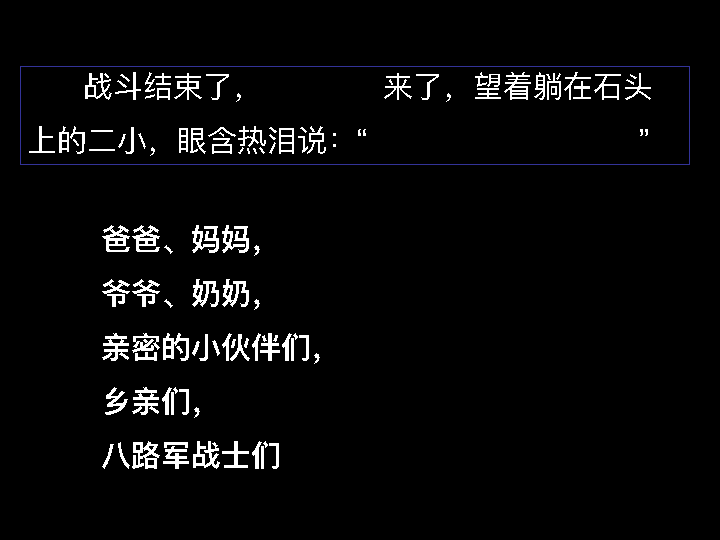 战斗结束了， 来了，望着躺在石头
上的二小，眼含热泪说：“ ”
爸爸、妈妈，
爷爷、奶奶，
亲密的小伙伴们，
乡亲们，
八路军战士们